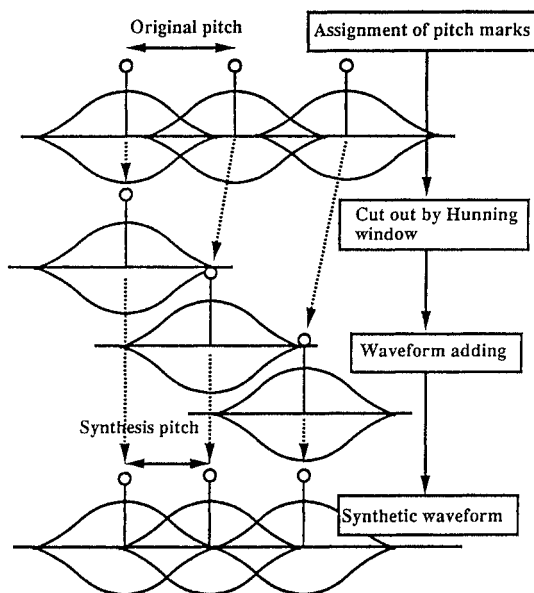 Original pitch
Assignment of pitch marks
Cut out by Hunning
window
Waveform adding
Synthesis pitch
Synthetic waveform